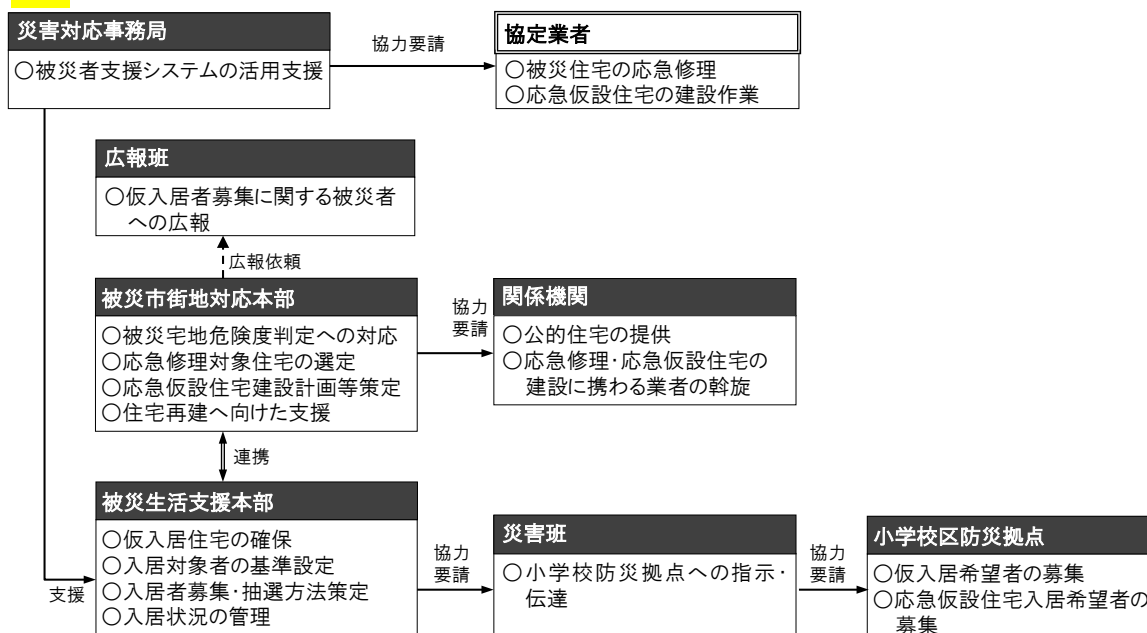 災害対応事務局
○被災者支援システムの活用支援
協力要請
協定業者
○被災住宅の応急修理
○応急仮設住宅の建設作業
広報班
○仮入居者募集に関する被災者
への広報
広報依頼
被災市街地対応本部
○被災宅地危険度判定への対応
○応急修理対象住宅の選定
○応急仮設住宅建設計画等策定
○住宅再建へ向けた支援
協力
要請
関係機関
○公的住宅の提供
○応急修理・応急仮設住宅の
建設に携わる業者の斡旋
連携
支援
被災生活支援本部
○仮入居住宅の確保
○入居対象者の基準設定
○入居者募集・抽選方法策定
○入居状況の管理
協力
要請
災害班
○小学校防災拠点への指示・
伝達
協力
要請
小学校区防災拠点
○仮入居希望者の募集
○応急仮設住宅入居希望者の
募集